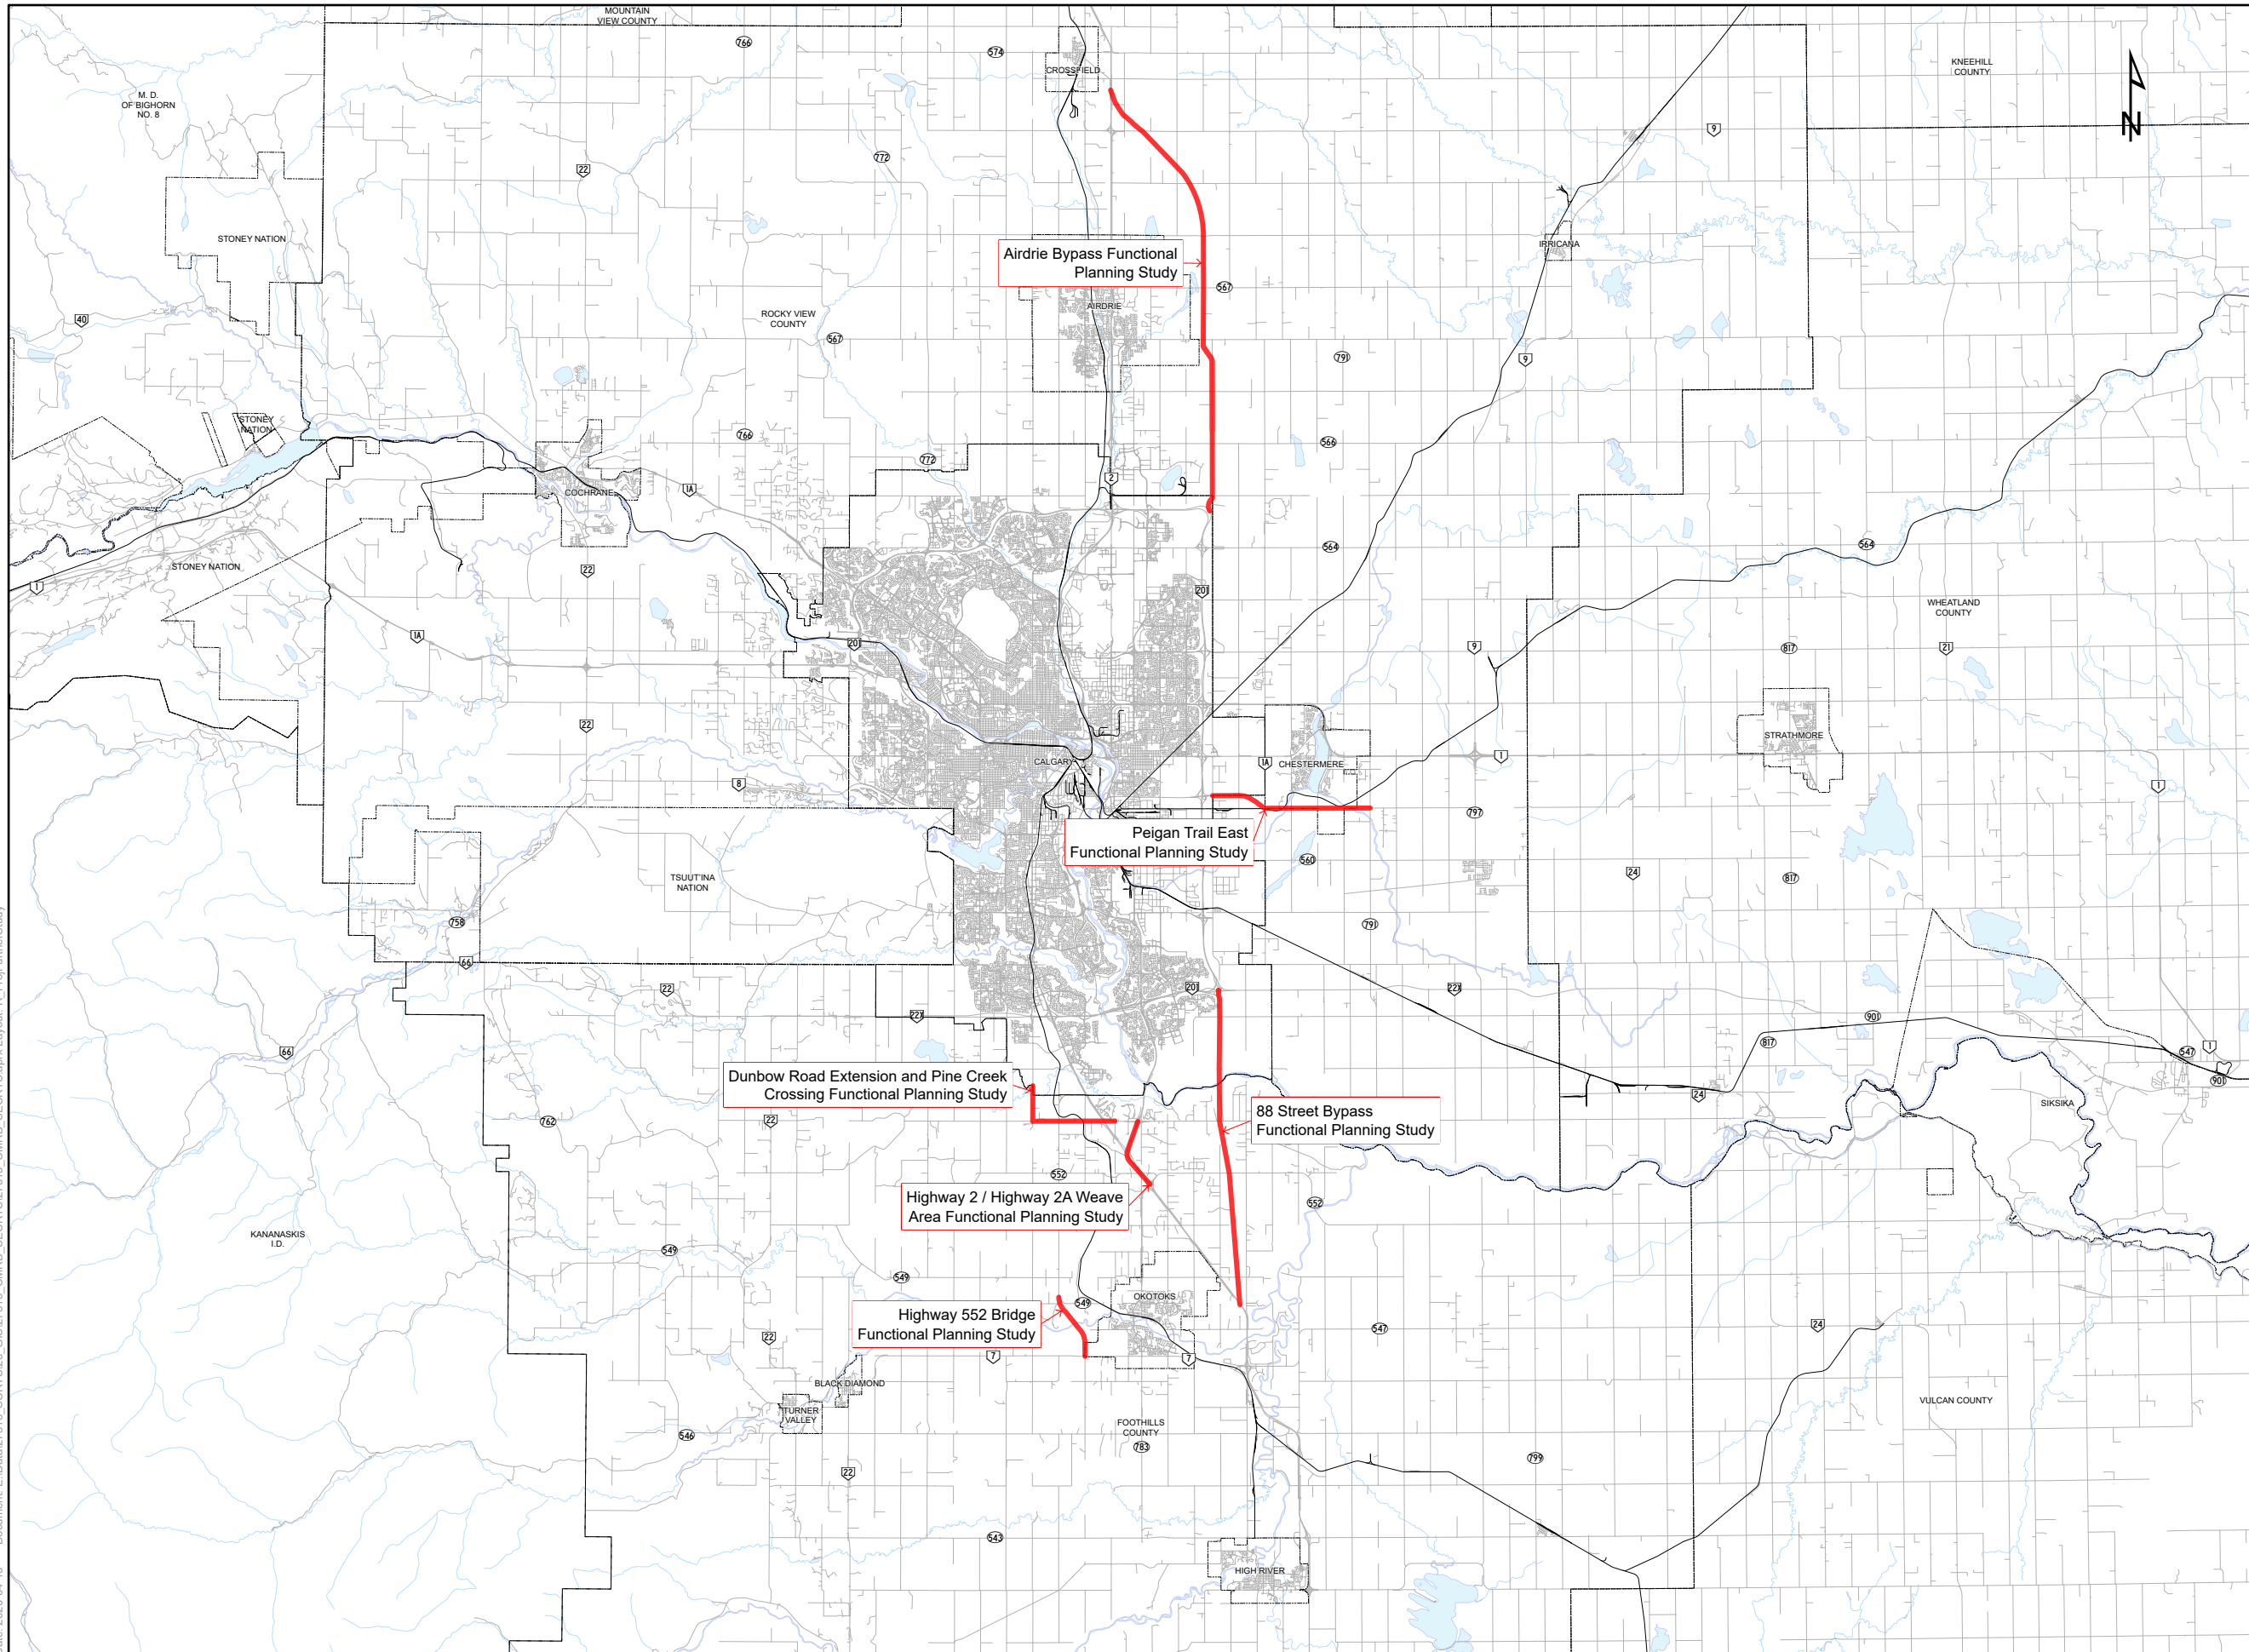 MOUNTAIN
VIEW COUNTY
766
574
CROSSFIELD
KNEEHILL
COUNTY
M. D.
OF BIGHORN
NO. 8
N
9
772
22
STONEY NATION
IRRICANA
Airdrie Bypass Functional
Planning Study
567
AIRDRIE
40
ROCKY VIEW
COUNTY
567
791
9
STONEY
NATION
766
566
772
1A
2
COCHRANE
564
564
STONEY NATION
22
1
201
WHEATLAND
COUNTY
1A
201
9
817
21
22
STRATHMORE
CALGARY
1A
CHESTERMERE
1
8
1
797
Peigan Trail East
Functional Planning Study
560
TSUUT'INA
NATION
24
817
758
791
66
22
201
22X
22X
901
66
817
547
1
901
Dunbow Road Extension and Pine Creek
Crossing Functional Planning Study
24
SIKSIKA
762
22
88 Street Bypass
Functional Planning Study
552
Highway 2 / Highway 2A Weave
Area Functional Planning Study
552
KANANASKIS
I.D.
549
549
OKOTOKS
549
Highway 552 Bridge
Functional Planning Study
22
547
24
7
7
BLACK DIAMOND
TURNER
VALLEY
VULCAN COUNTY
FOOTHILLS
COUNTY
783
546
22
799
543
HIGH RIVER